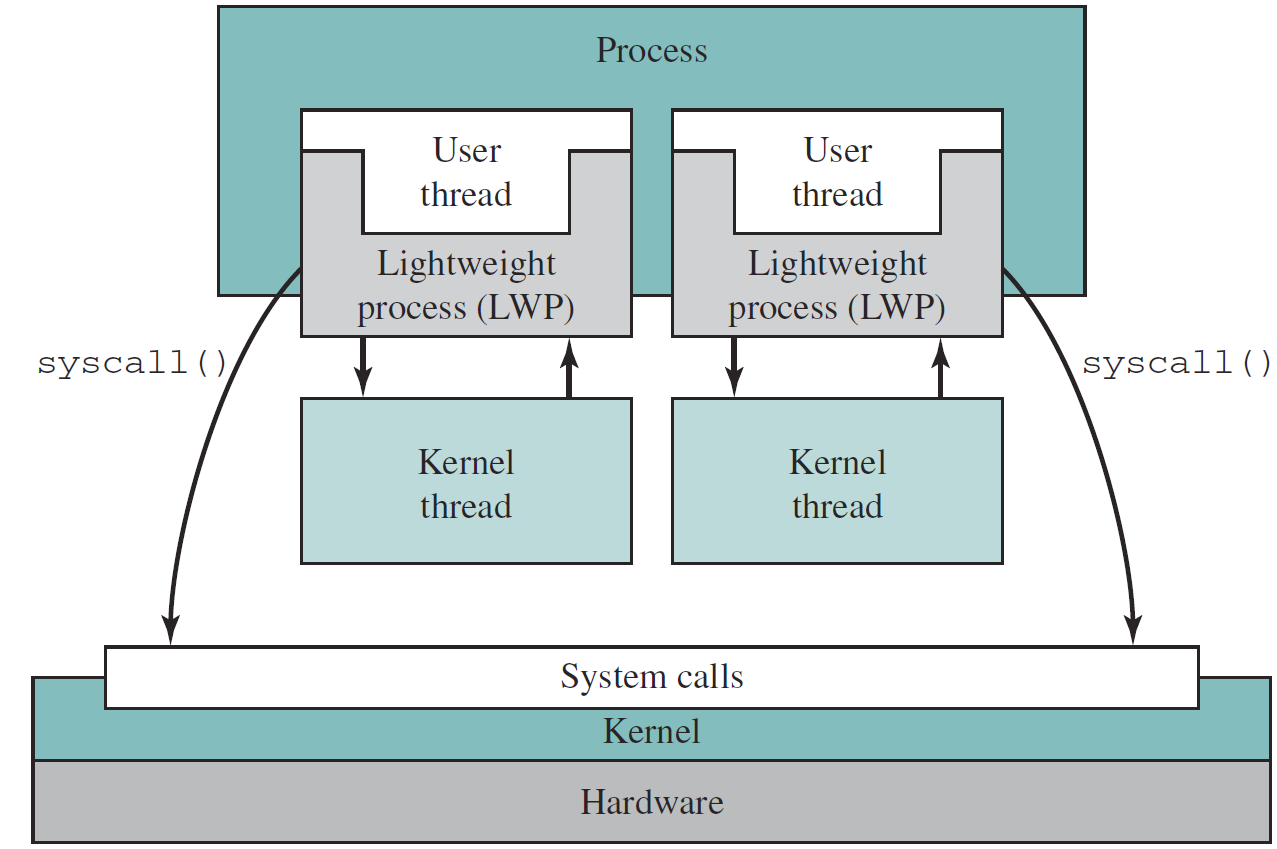 Process
User
thread
User
thread
Lightweight
process (LWP)
Lightweight
process (LWP)
syscall()
syscall()
Kernel
thread
Kernel
thread
System calls
Kernel
Hardware